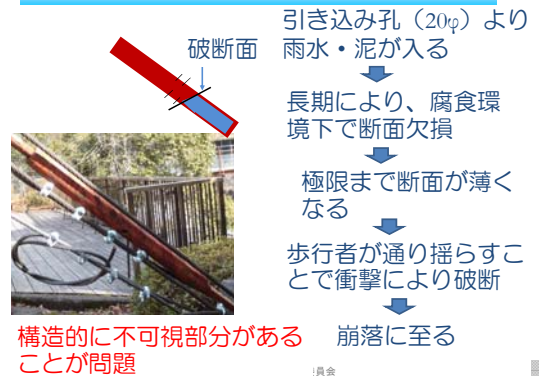 引き込み孔（20φ）より
雨水・泥が入る
破断面
長期により、腐食環
境下で断面欠損
極限まで断面が薄く
なる
歩行者が通り揺らすこ
とで衝撃により破断
崩落に至る
構造的に不可視部分がある
ことが問題
員会